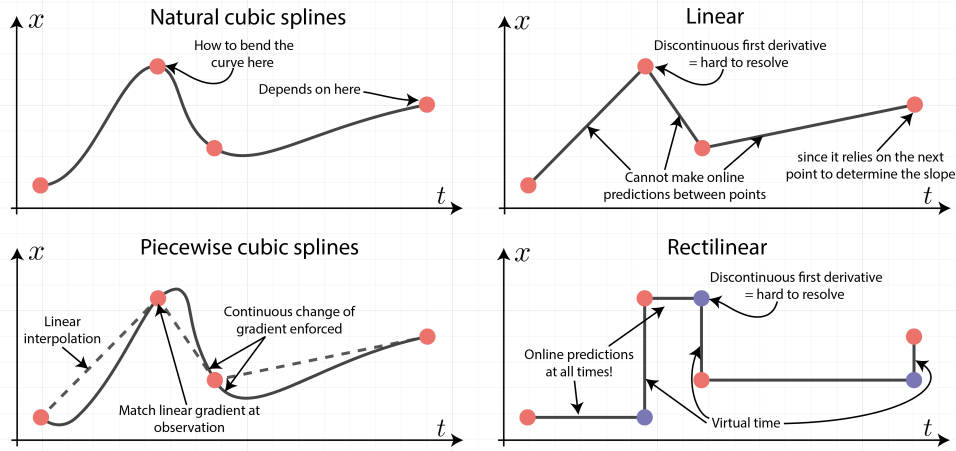 Natural cubic splines
x
How to bend the
curve here
Depends on here
t
Linear
x
Discontinuous first derivative
= hard to resolve
Cannot make online
predictions between points
since it relies on the next
point to determine the slope
t
Piecewise cubic splines
x
Linear
interpolation
Continuous change of
gradient enforced
Match linear gradient at
observation
t
Rectilinear
x
Discontinuous first derivative
= hard to resolve
Online predictions
at all times!
Virtual time
t